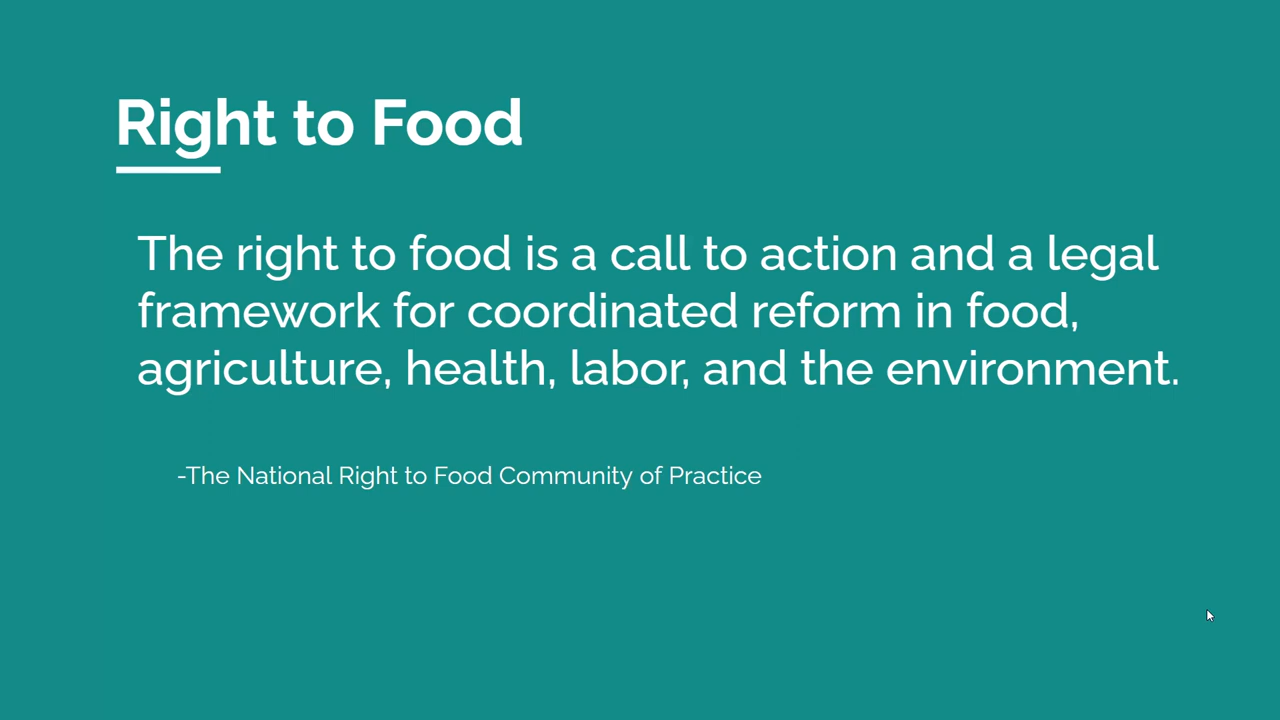 Right to Food
The right to food is a call to action and a legal
framework for coordinated reform in food,
agriculture, health, labor, and the environment.
-The National Right to Food Community of Practice